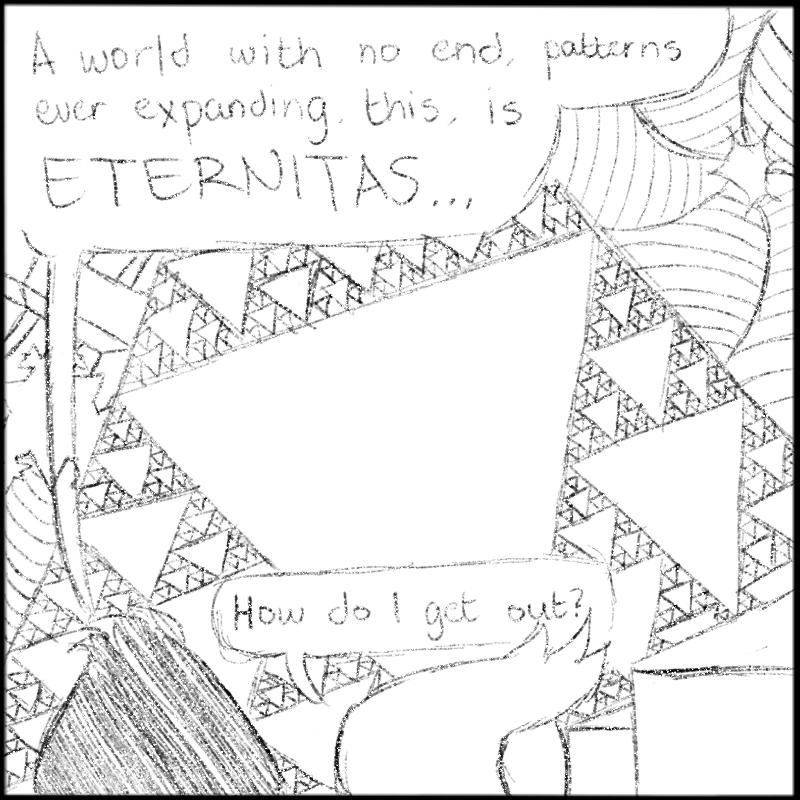 A world with no end, patterns
ever expanding, this, is
ETERNITAS...
How do I get out?